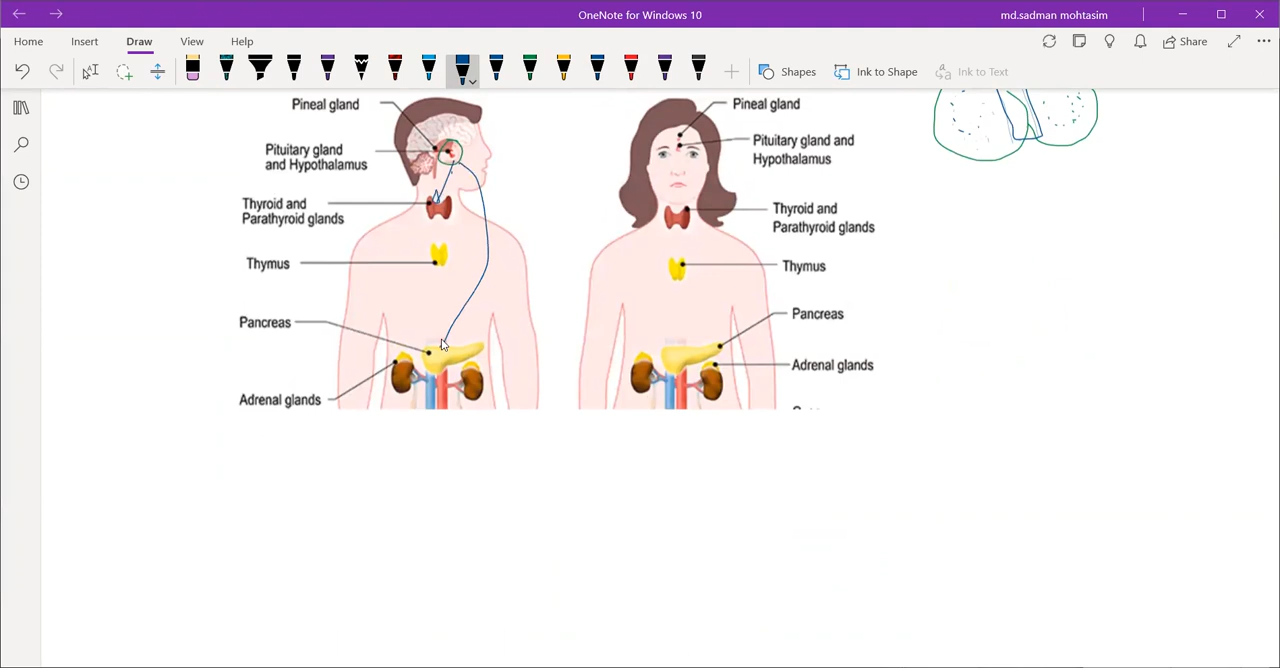 OneNote for Windows 10
md.sadman mohtasim
Home
Insert
Draw
View
Help
Shapes
Ink to Shape
Ink to Text
Share
Pineal gland
Pituitary gland
and Hypothalamus
Thyroid and
Parathyroid glands
Thymus
Pancreas
Adrenal glands
Pineal gland
Pituitary gland and
Hypothalamus
Thyroid and
Parathyroid glands
Thymus
Pancreas
Adrenal glands